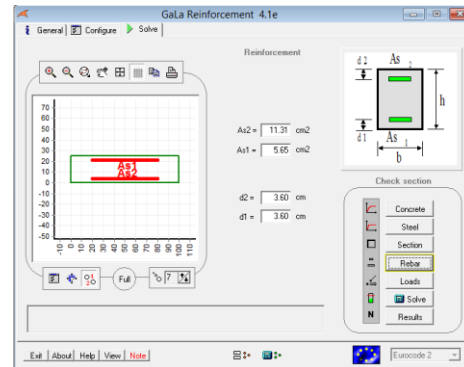 GaLa Reinforcement 4.1e
General Configure Solve
Reinforcement
As2 = 11.31 cm2
As1 = 5.65 cm2
d2 = 3.60 cm
d1 = 3.60 cm
70
60
50
40
30
20
10
0
-10
-20
-30
-40
-50
As1
As2
-10 0 10 20 30 40 50 60 70 80 90 100 110
Full
7
d2 As 2
h
d1 As 1
b
Check section
Concrete
Steel
Section
Rebar
Loads
Solve
N Results
Exit About Help View Note!
Eurocode 2